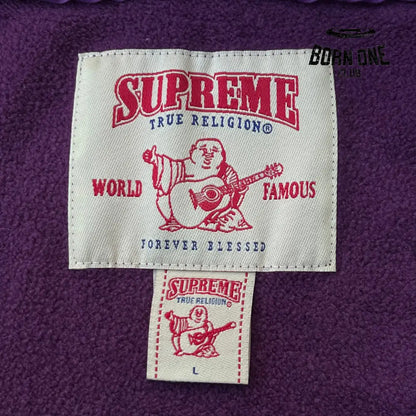 BORN ONE
SUPREME
TRUE RELIGION®
WORLD FAMOUS
FOREVER BLESSED
SUPREME
TRUE RELIGION®
L